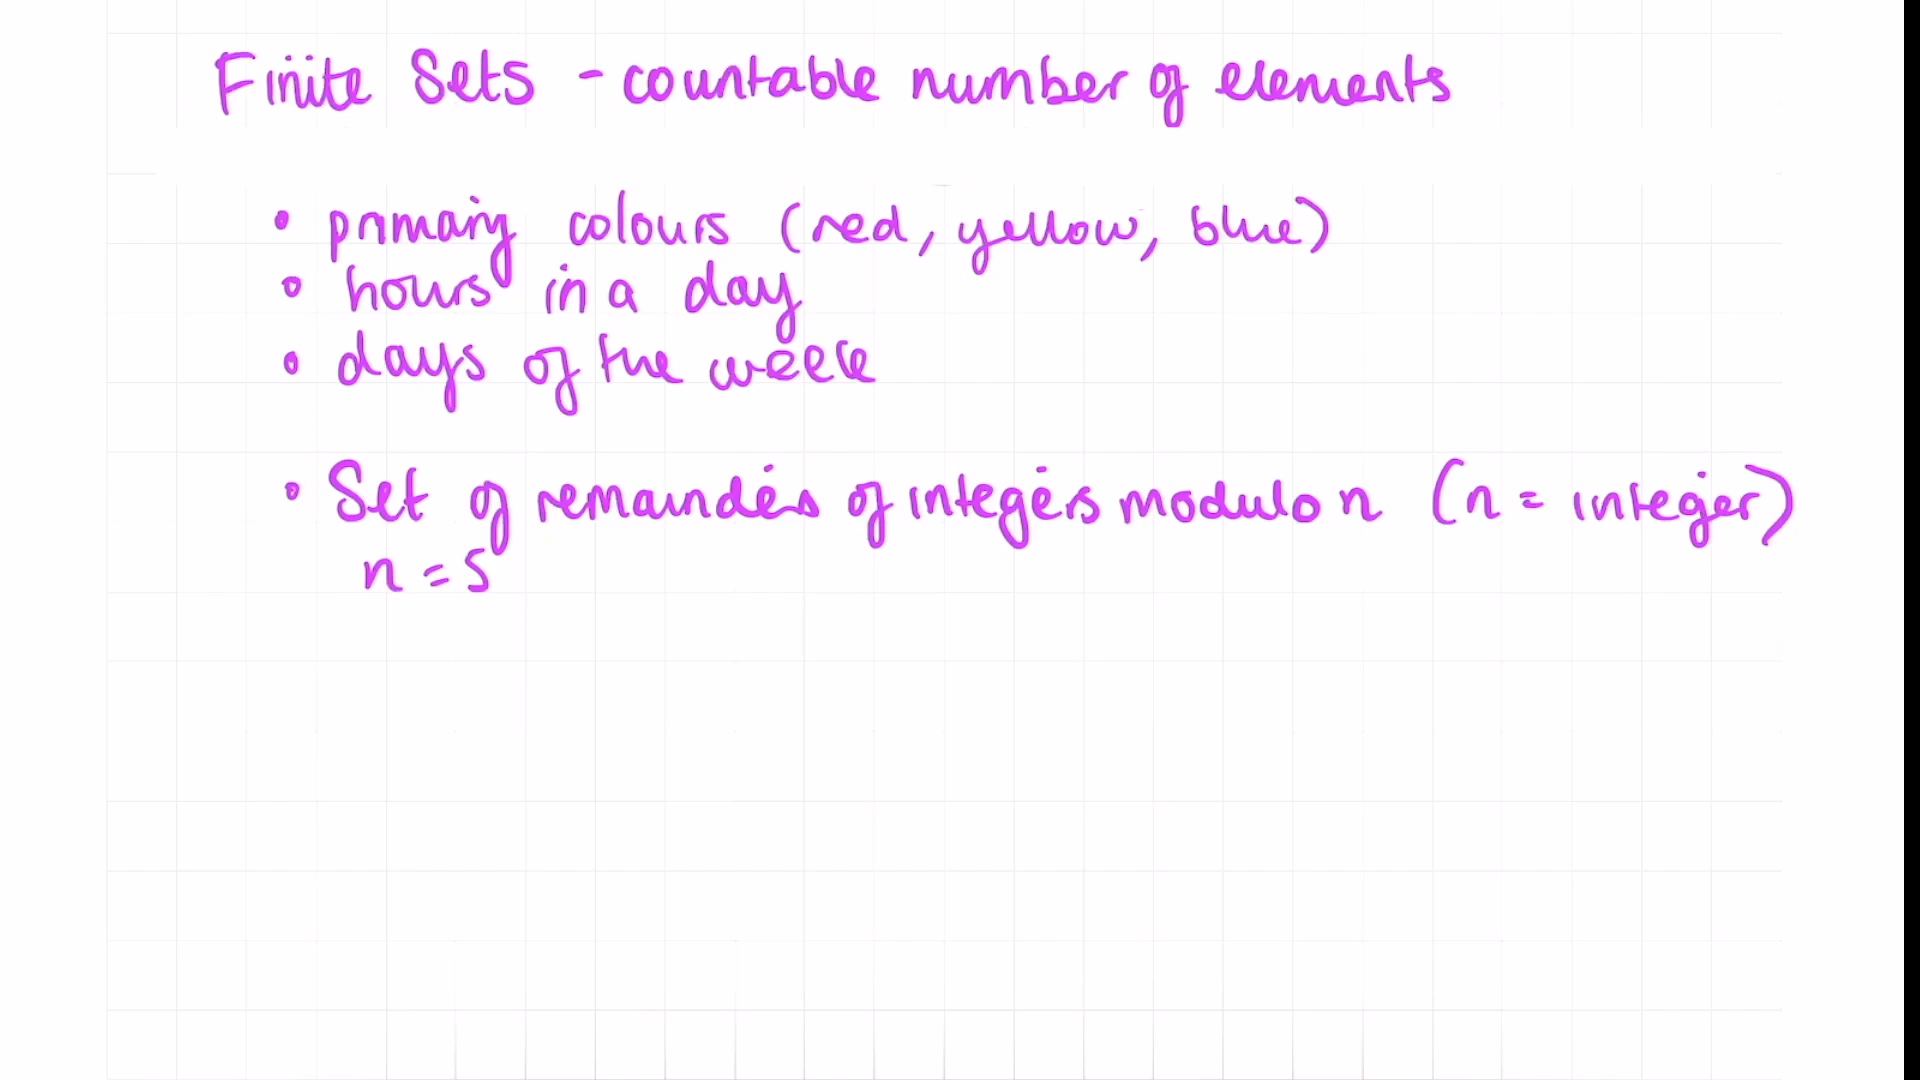 Finite Sets - countable number of elements
• primary colours (red, yellow, blue)
• hours in a day
• days of the week
• Set of remainders of integers modulo n (n = integer)
n = 5